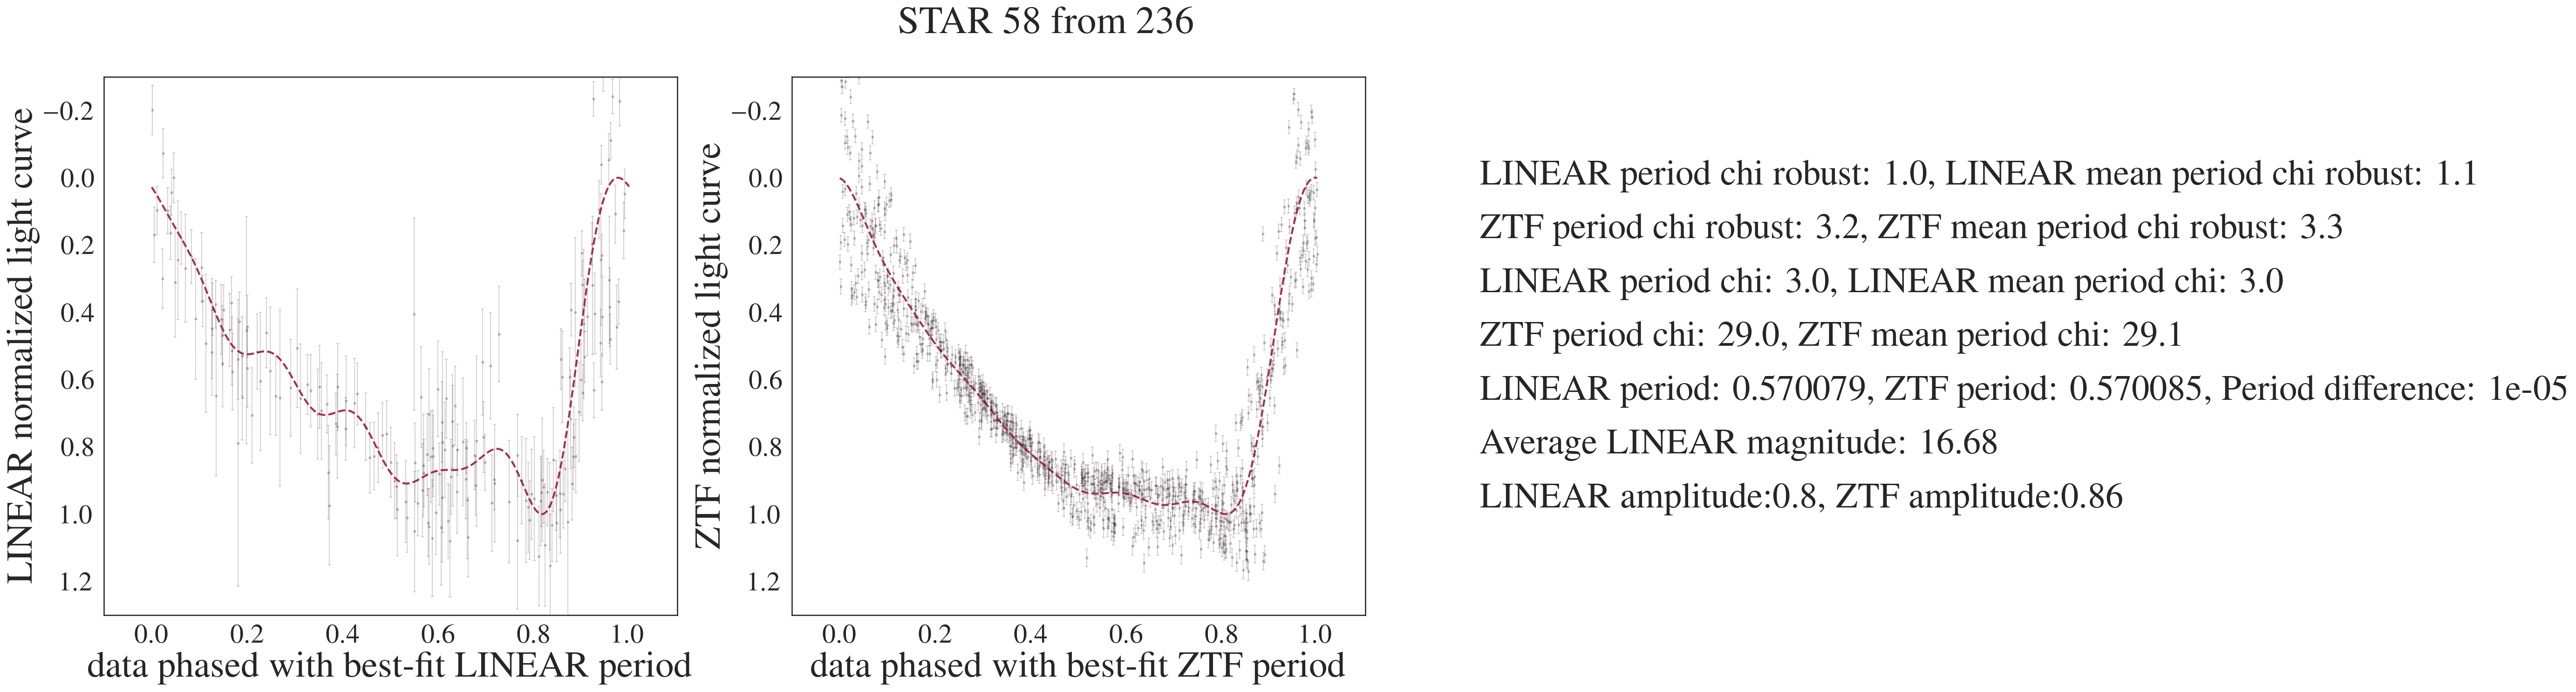 STAR 58 from 236
LINEAR normalized light curve
−0.2
0.0
0.2
0.4
0.6
0.8
1.0
1.2
0.0 0.2 0.4 0.6 0.8 1.0
data phased with best-fit LINEAR period
ZTF normalized light curve
−0.2
0.0
0.2
0.4
0.6
0.8
1.0
1.2
0.0 0.2 0.4 0.6 0.8 1.0
data phased with best-fit ZTF period
LINEAR period chi robust: 1.0, LINEAR mean period chi robust: 1.1
ZTF period chi robust: 3.2, ZTF mean period chi robust: 3.3
LINEAR period chi: 3.0, LINEAR mean period chi: 3.0
ZTF period chi: 29.0, ZTF mean period chi: 29.1
LINEAR period: 0.570079, ZTF period: 0.570085, Period difference: 1e-05
Average LINEAR magnitude: 16.68
LINEAR amplitude:0.8, ZTF amplitude:0.86